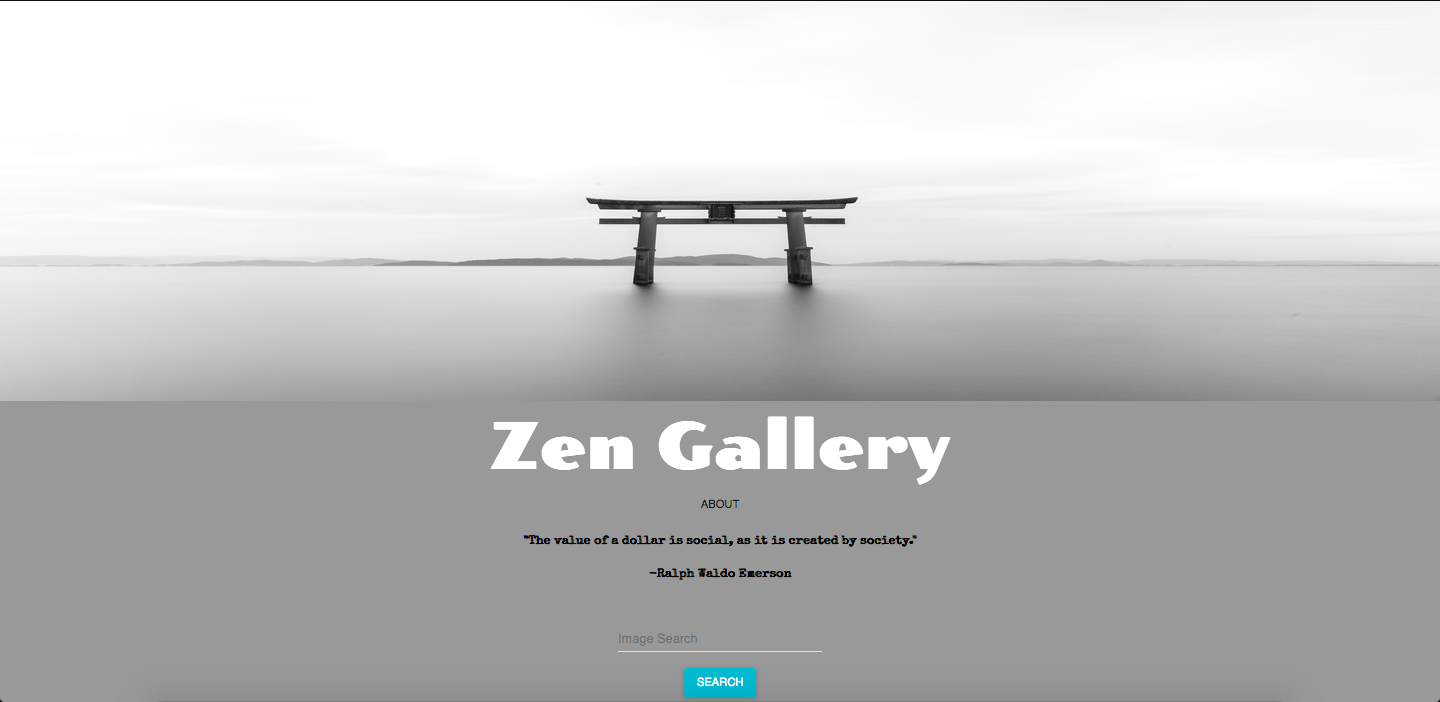 Zen Gallery
ABOUT
"The value of a dollar is social, as it is created by society."
-Ralph Waldo Emerson
Image Search
SEARCH